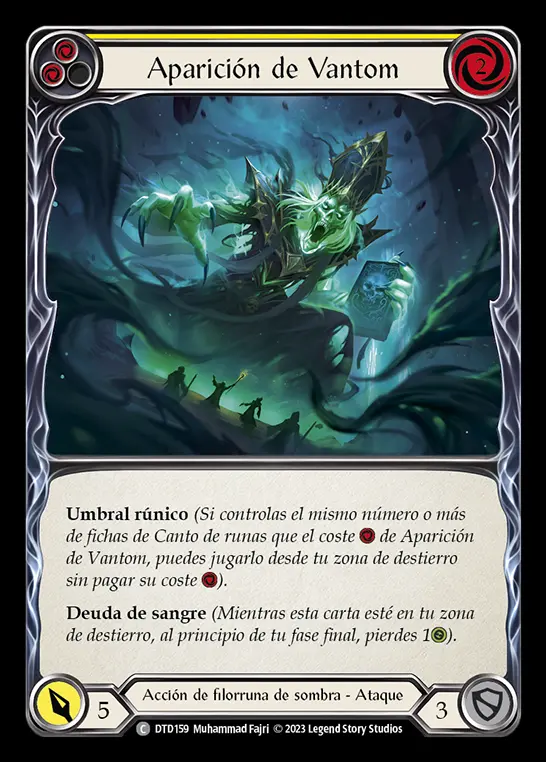 Aparición de Vantom
2
Umbral rúnico (Si controlas el mismo número o más
de fichas de Canto de runas que el coste de Aparición
de Vantom, puedes jugarlo desde tu zona de destierro
sin pagar su coste ).
Deuda de sangre (Mientras esta carta esté en tu zona
de destierro, al principio de tu fase final, pierdes 1 ).
5
Acción de filorruna de sombra - Ataque
3
C DTD159 Muhammad Fajri © 2023 Legend Story Studios